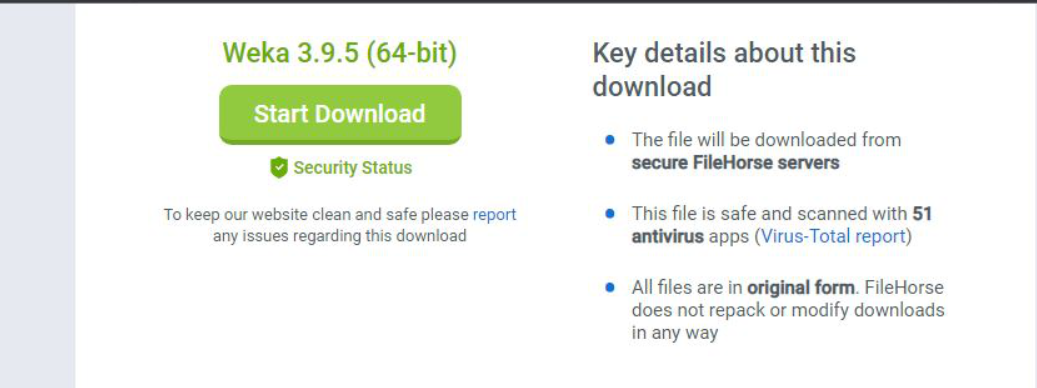 Weka 3.9.5 (64-bit)
Start Download
Security Status
To keep our website clean and safe please report
any issues regarding this download
Key details about this
download
The file will be downloaded from
secure FileHorse servers
This file is safe and scanned with 51
antivirus apps (Virus-Total report)
All files are in original form. FileHorse
does not repack or modify downloads
in any way